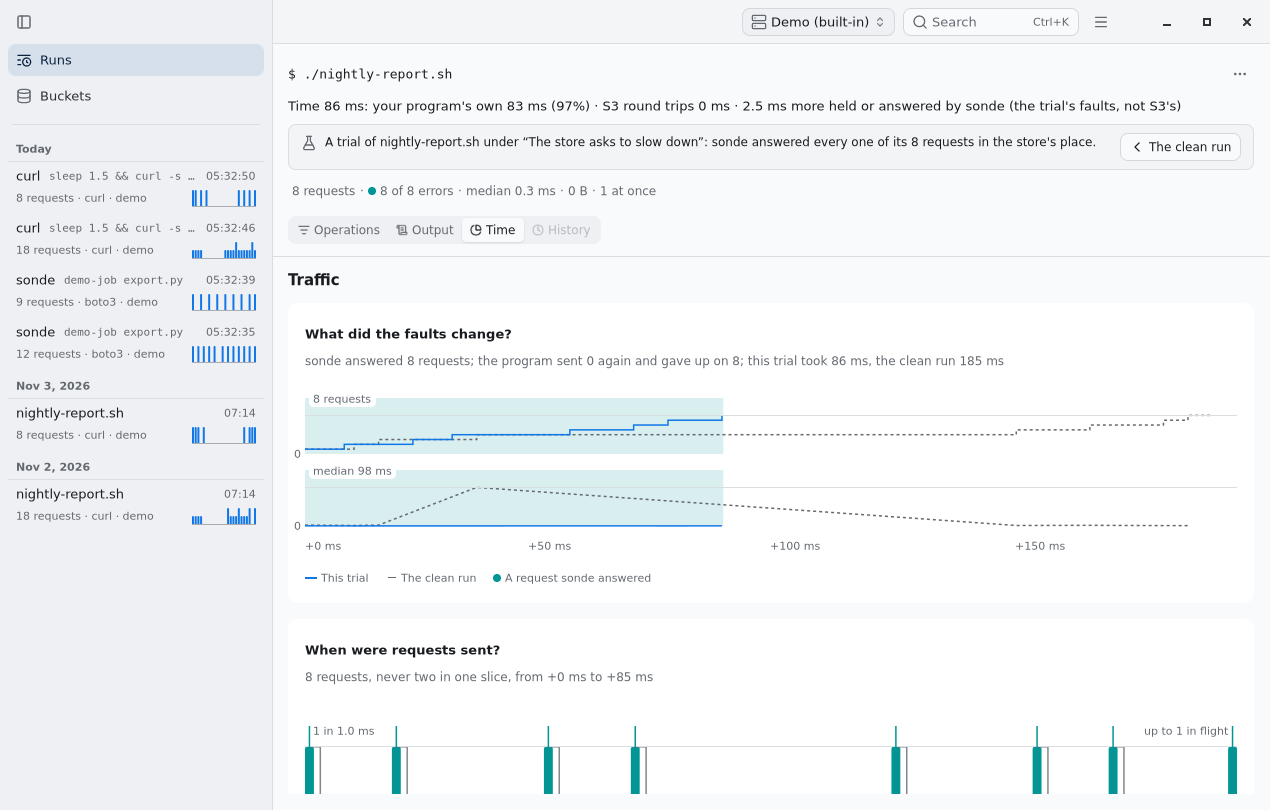 Demo (built-in)
Search
Ctrl+K
Runs
Buckets
Today
curl sleep 1.5 && curl -s … 05:32:50
8 requests · curl · demo
curl sleep 1.5 && curl -s … 05:32:46
18 requests · curl · demo
sonde demo-job export.py 05:32:39
9 requests · boto3 · demo
sonde demo-job export.py 05:32:35
12 requests · boto3 · demo
Nov 3, 2026
nightly-report.sh 07:14
8 requests · curl · demo
Nov 2, 2026
nightly-report.sh 07:14
18 requests · curl · demo
$ ./nightly-report.sh
Time 86 ms: your program's own 83 ms (97%) · S3 round trips 0 ms · 2.5 ms more held or answered by sonde (the trial's faults, not S3's)
A trial of nightly-report.sh under “The store asks to slow down”: sonde answered every one of its 8 requests in the store's place.
The clean run
8 requests · 8 of 8 errors · median 0.3 ms · 0 B · 1 at once
Operations Output Time History
Traffic
What did the faults change?
sonde answered 8 requests; the program sent 0 again and gave up on 8; this trial took 86 ms, the clean run 185 ms
8 requests
0
median 98 ms
0
+0 ms +50 ms +100 ms +150 ms
This trial The clean run A request sonde answered
When were requests sent?
8 requests, never two in one slice, from +0 ms to +85 ms
1 in 1.0 ms up to 1 in flight